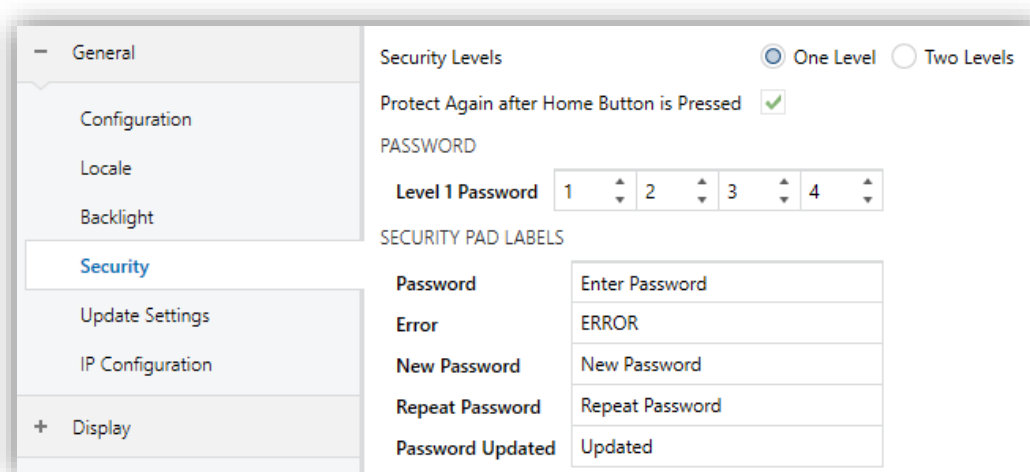 General
Configuration
Locale
Backlight
Security
Update Settings
IP Configuration
Display
Security Levels One Level Two Levels
Protect Again after Home Button is Pressed
PASSWORD
Level 1 Password 1 2 3 4
SECURITY PAD LABELS
Password Enter Password
Error ERROR
New Password New Password
Repeat Password Repeat Password
Password Updated Updated